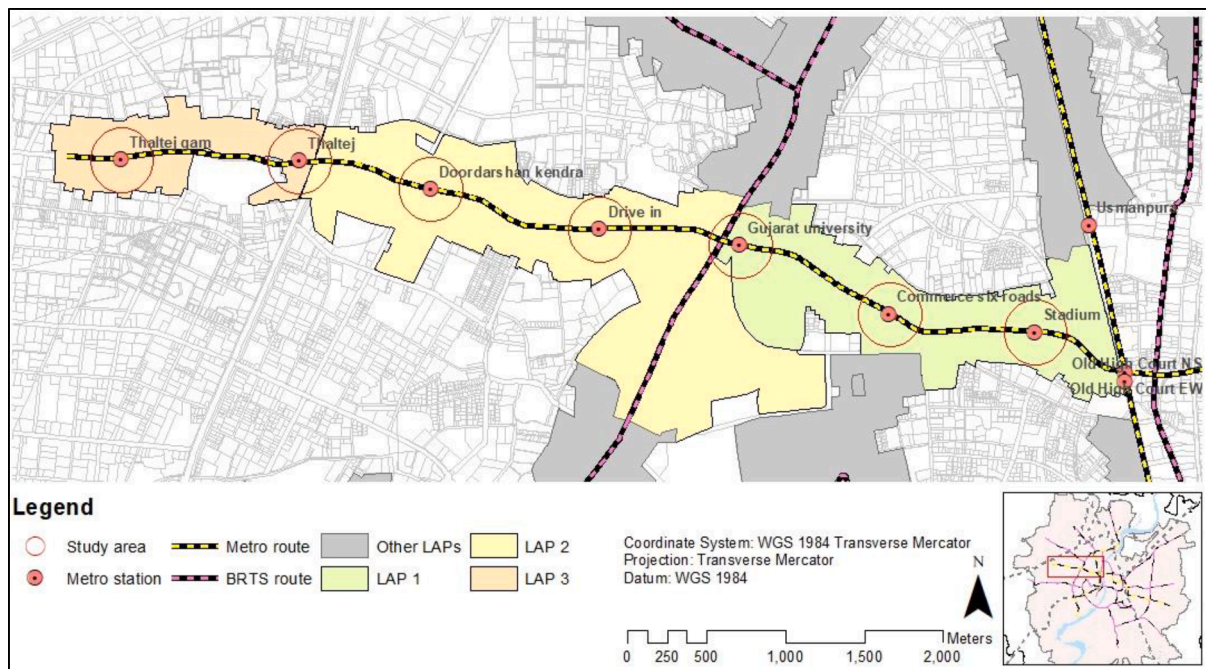 Thaltej gam
Thaltej
Doordarshan kendra
Drive in
Gujarat university
Usmanpura
Commerce six roads
Stadium
Old High Court NS
Old High Court EW
Legend
Study area
Metro station
Metro route
BRTS route
Other LAPs
LAP 1
LAP 2
LAP 3
Coordinate System: WGS 1984 Transverse Mercator
Projection: Transverse Mercator
Datum: WGS 1984
N
Meters
0 250 500 1,000 1,500 2,000